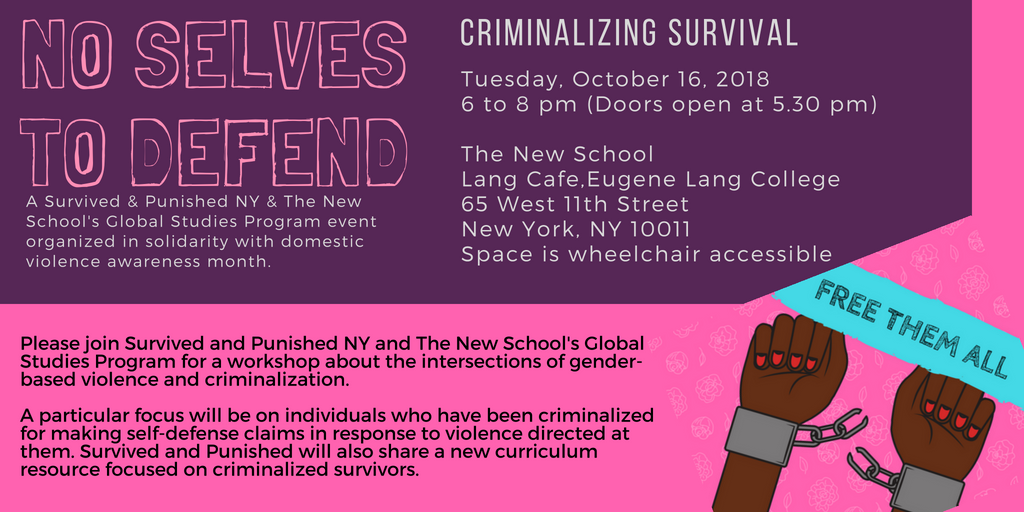 NO SELVES
TO DEFEND
A Survived & Punished NY & The New
School's Global Studies Program event
organized in solidarity with domestic
violence awareness month.
CRIMINALIZING SURVIVAL
Tuesday, October 16, 2018
6 to 8 pm (Doors open at 5.30 pm)
The New School
Lang Cafe,Eugene Lang College
65 West 11th Street
New York, NY 10011
Space is wheelchair accessible
FREE THEM ALL
Please join Survived and Punished NY and The New School's Global
Studies Program for a workshop about the intersections of gender-
based violence and criminalization.
A particular focus will be on individuals who have been criminalized
for making self-defense claims in response to violence directed at
them. Survived and Punished will also share a new curriculum
resource focused on criminalized survivors.